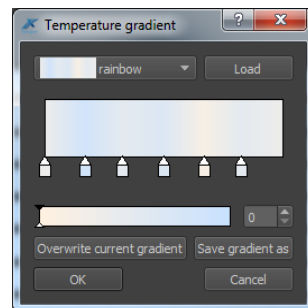 Temperature gradient
rainbow
Load
0
Overwrite current gradient
Save gradient as
OK
Cancel